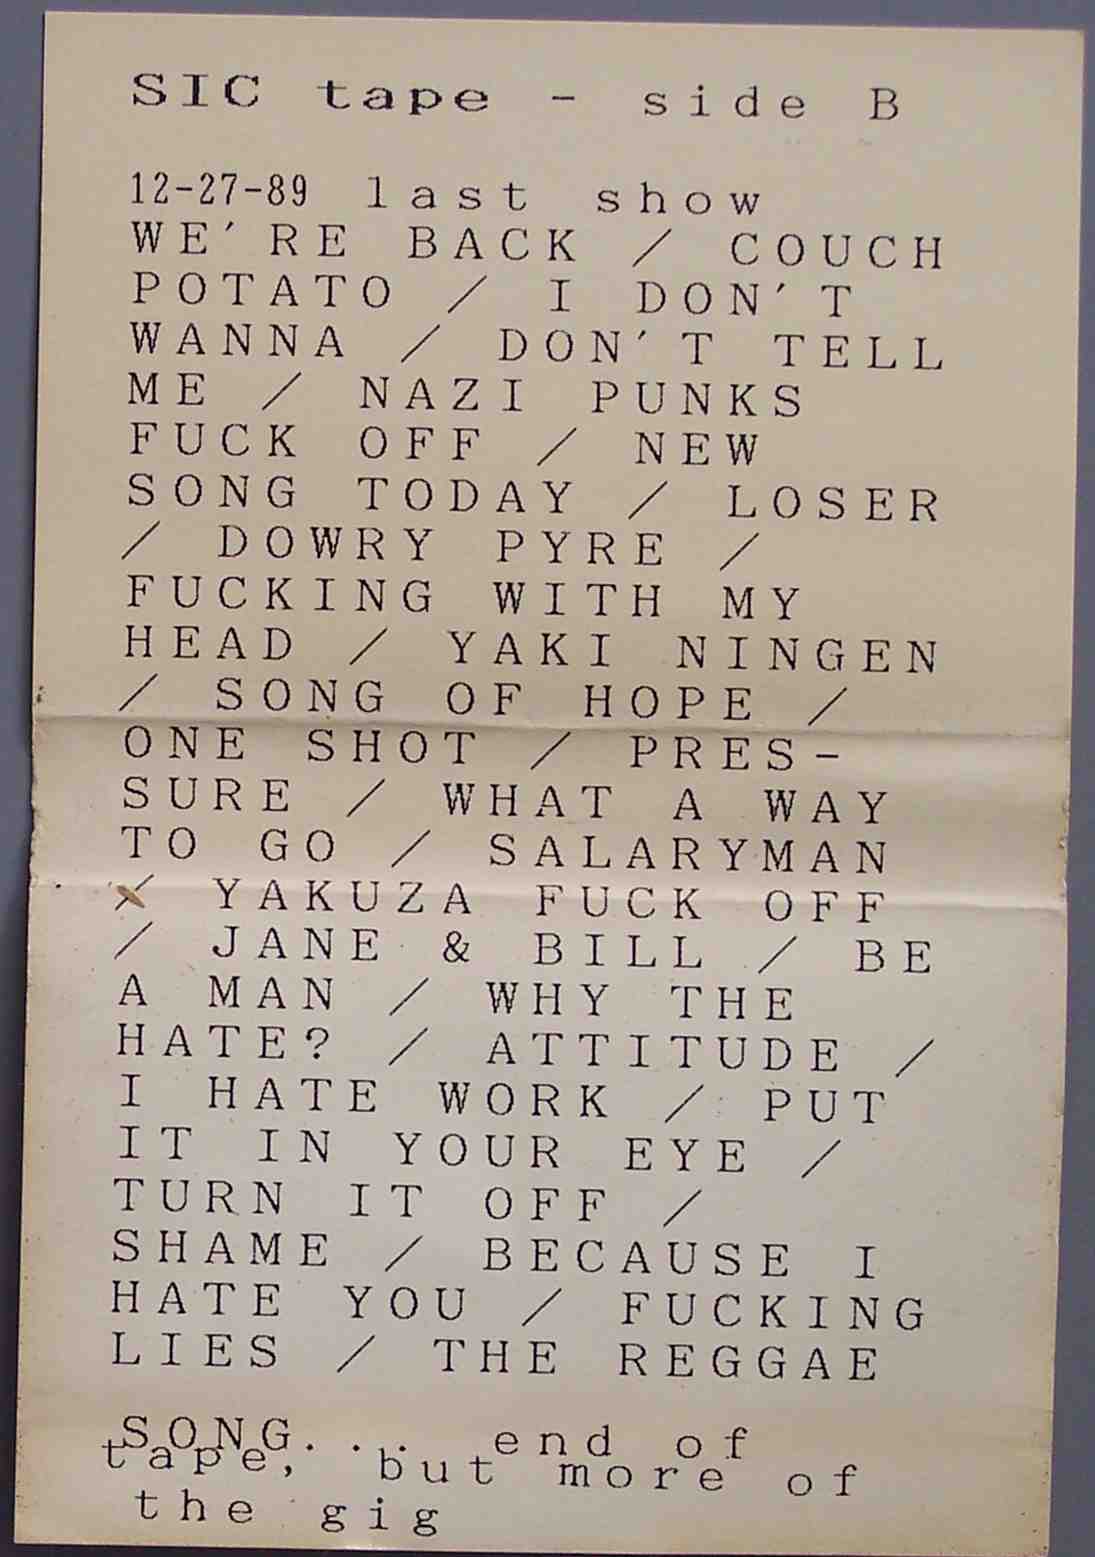 SIC tape - side B
12-27-89 last show
WE'RE BACK / COUCH
POTATO / I DON'T
WANNA / DON'T TELL
ME / NAZI PUNKS
FUCK OFF / NEW
SONG TODAY / LOSER
/ DOWRY PYRE /
FUCKING WITH MY
HEAD / YAKI NINGEN
/ SONG OF HOPE /
ONE SHOT / PRES-
SURE / WHAT A WAY
TO GO / SALARYMAN
/ YAKUZA FUCK OFF
/ JANE & BILL / BE
A MAN / WHY THE
HATE? / ATTITUDE /
I HATE WORK / PUT
IT IN YOUR EYE /
TURN IT OFF /
SHAME / BECAUSE I
HATE YOU / FUCKING
LIES / THE REGGAE
SONG... end of
tape, but more of
the gig